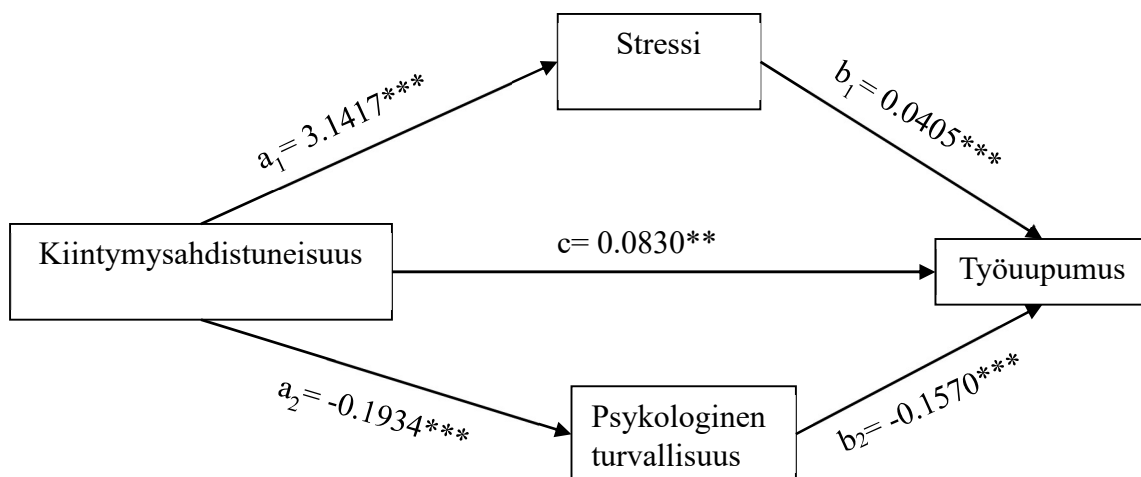 Stressi
a₁= 3.1417***
b₁= 0.0405***
Kiintymysahdistuneisuus
c= 0.0830**
Työuupumus
a₂= -0.1934***
Psykologinen
turvallisuus
b₂= -0.1570***